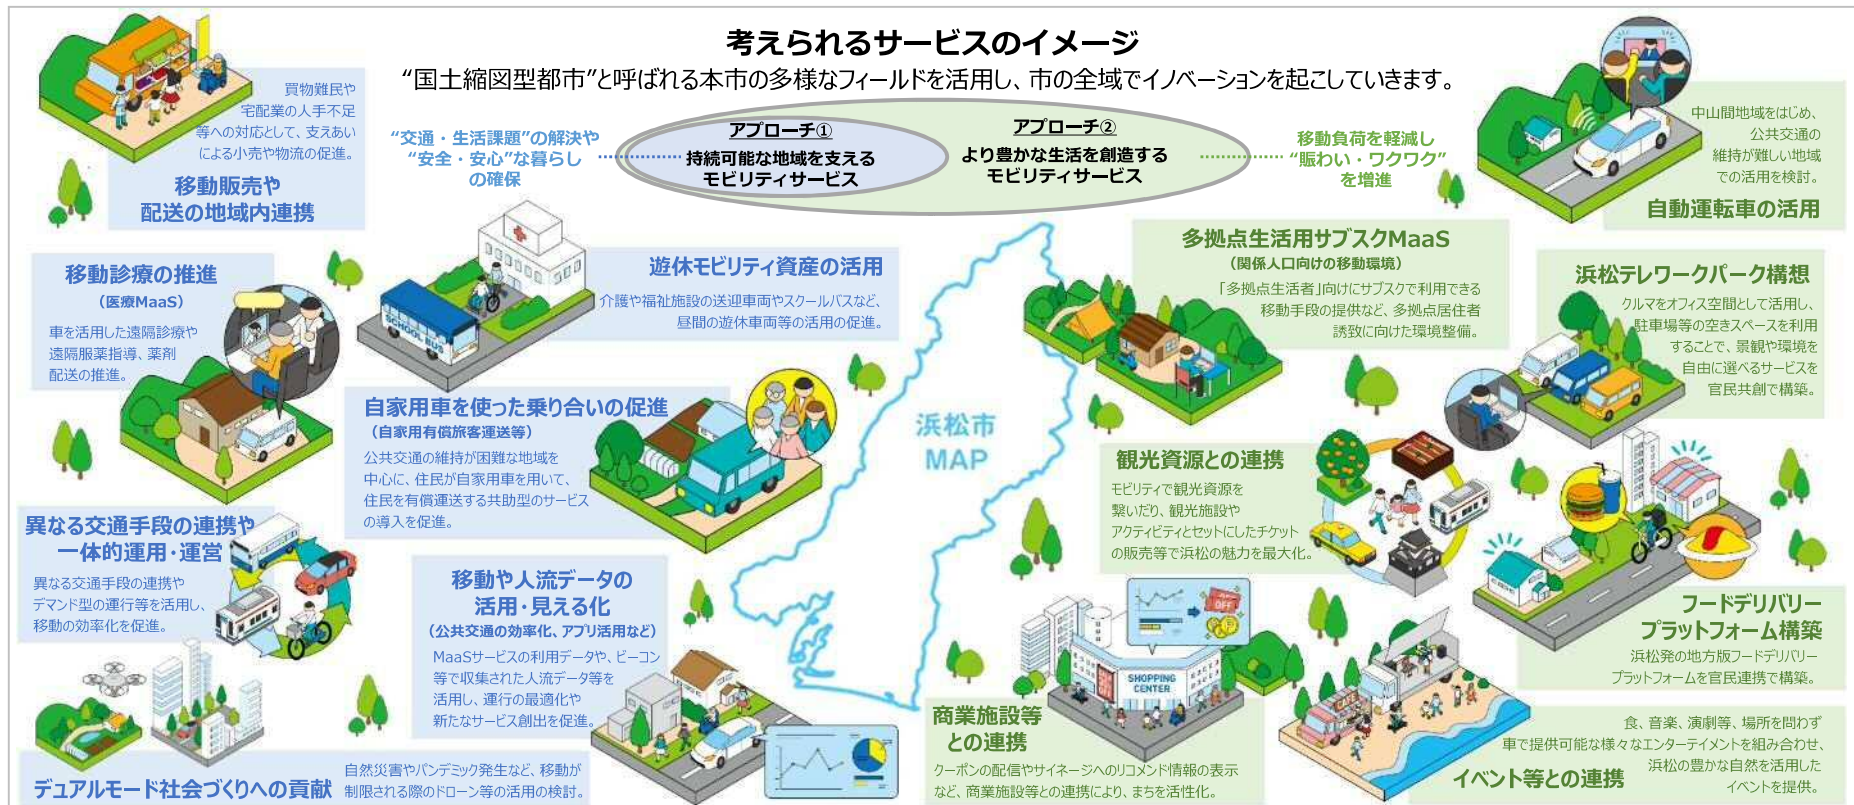 考えられるサービスのイメージ
“国土縮図型都市”と呼ばれる本市の多様なフィールドを活用し、市の全域でイノベーションを起こしていきます。
“交通・生活課題”の解決や
“安全・安心”な暮らし
の確保
アプローチ①
持続可能な地域を支える
モビリティサービス
アプローチ②
より豊かな生活を創造する
モビリティサービス
移動負荷を軽減し
“賑わい・ワクワク”
を増進
買物難民や
宅配業の人手不足
等への対応として、支えあい
による小売や物流の促進。
移動販売や
配送の地域内連携
移動診療の推進
（医療MaaS）
車を活用した遠隔診療や
遠隔服薬指導、薬剤
配送の推進。
遊休モビリティ資産の活用
介護や福祉施設の送迎車両やスクールバスなど、
昼間の遊休車両等の活用の促進。
SCHOOL BUS
自家用車を使った乗り合いの促進
（自家用有償旅客運送等）
公共交通の維持が困難な地域を
中心に、住民が自家用車を用いて、
住民を有償運送する共助型のサービス
の導入を促進。
異なる交通手段の連携や
一体的運用・運営
異なる交通手段の連携や
デマンド型の運行等を活用し、
移動の効率化を促進。
移動や人流データの
活用・見える化
（公共交通の効率化、アプリ活用など）
MaaSサービスの利用データや、ビーコン
等で収集された人流データ等を
活用し、運行の最適化や
新たなサービス創出を促進。
デュアルモード社会づくりへの貢献
自然災害やパンデミック発生など、移動が
制限される際のドローン等の活用の検討。
浜松市
MAP
中山間地域をはじめ、
公共交通の
維持が難しい地域
での活用を検討。
自動運転車の活用
多拠点生活用サブスクMaaS
（関係人口向けの移動環境）
「多拠点生活者」向けにサブスクで利用できる
移動手段の提供など、多拠点居住者
誘致に向けた環境整備。
浜松テレワークパーク構想
クルマをオフィス空間として活用し、
駐車場等の空きスペースを利用
することで、景観や環境を
自由に選べるサービスを
官民共創で構築。
観光資源との連携
モビリティで観光資源を
繋いだり、観光施設や
アクティビティとセットにしたチケット
の販売等で浜松の魅力を最大化。
フードデリバリー
プラットフォーム構築
浜松発の地方版フードデリバリー
プラットフォームを官民連携で構築。
OFF
SHOPPING
CENTER
商業施設等
との連携
クーポンの配信やサイネージへのリコメンド情報の表示
など、商業施設等との連携により、まちを活性化。
食、音楽、演劇等、場所を問わず
車で提供可能な様々なエンターテイメントを組み合わせ、
浜松の豊かな自然を活用した
イベントを提供。
イベント等との連携